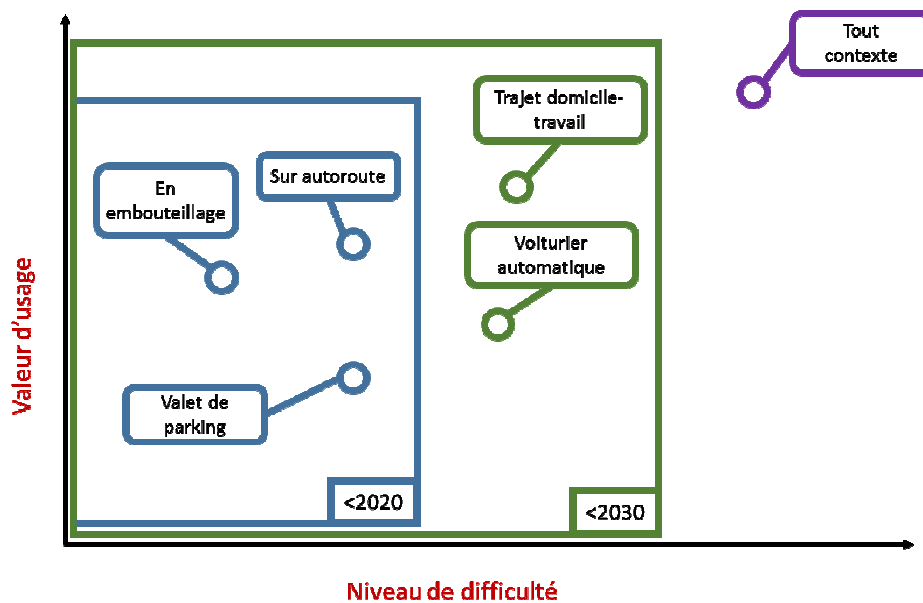 Tout
contexte
Trajet domicile-
travail
Sur autoroute
En
embouteillage
Voiturier
automatique
Valet de
parking
<2020
<2030
Valeur d'usage
Niveau de difficulté